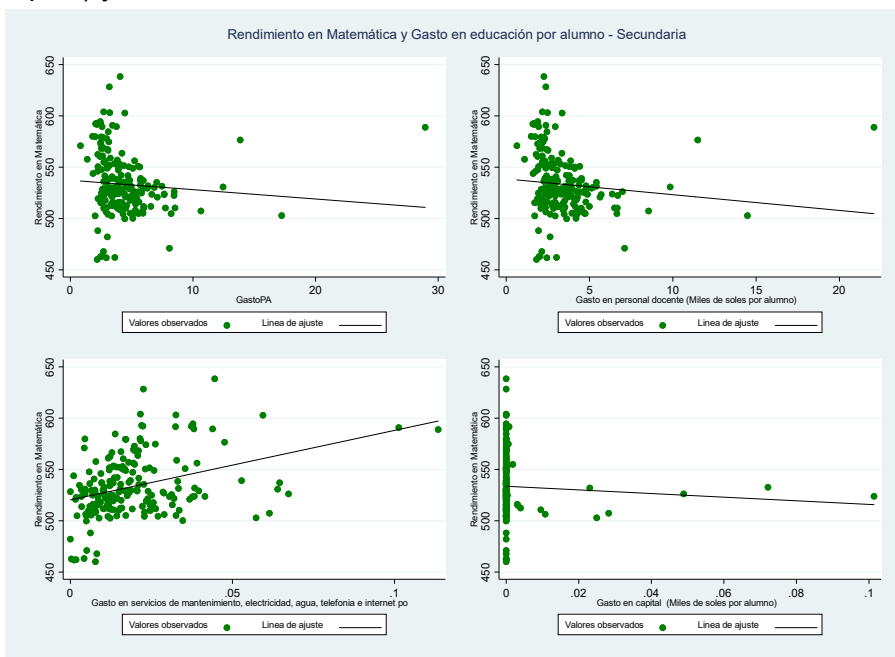 Rendimiento en Matemática y Gasto en educación por alumno - Secundaria
Rendimiento en Matemática
650
600
550
500
450
0 10 20 30
GastoPA
Valores observados Linea de ajuste
Rendimiento en Matemática
650
600
550
500
450
0 5 10 15 20
Gasto en personal docente (Miles de soles por alumno)
Valores observados Linea de ajuste
Rendimiento en Matemática
650
600
550
500
450
0 .05 .1
Gasto en servicios de mantenimiento, electricidad, agua, telefonia e internet po
Valores observados Linea de ajuste
Rendimiento en Matemática
650
600
550
500
450
0 .02 .04 .06 .08 .1
Gasto en capital (Miles de soles por alumno)
Valores observados Linea de ajuste